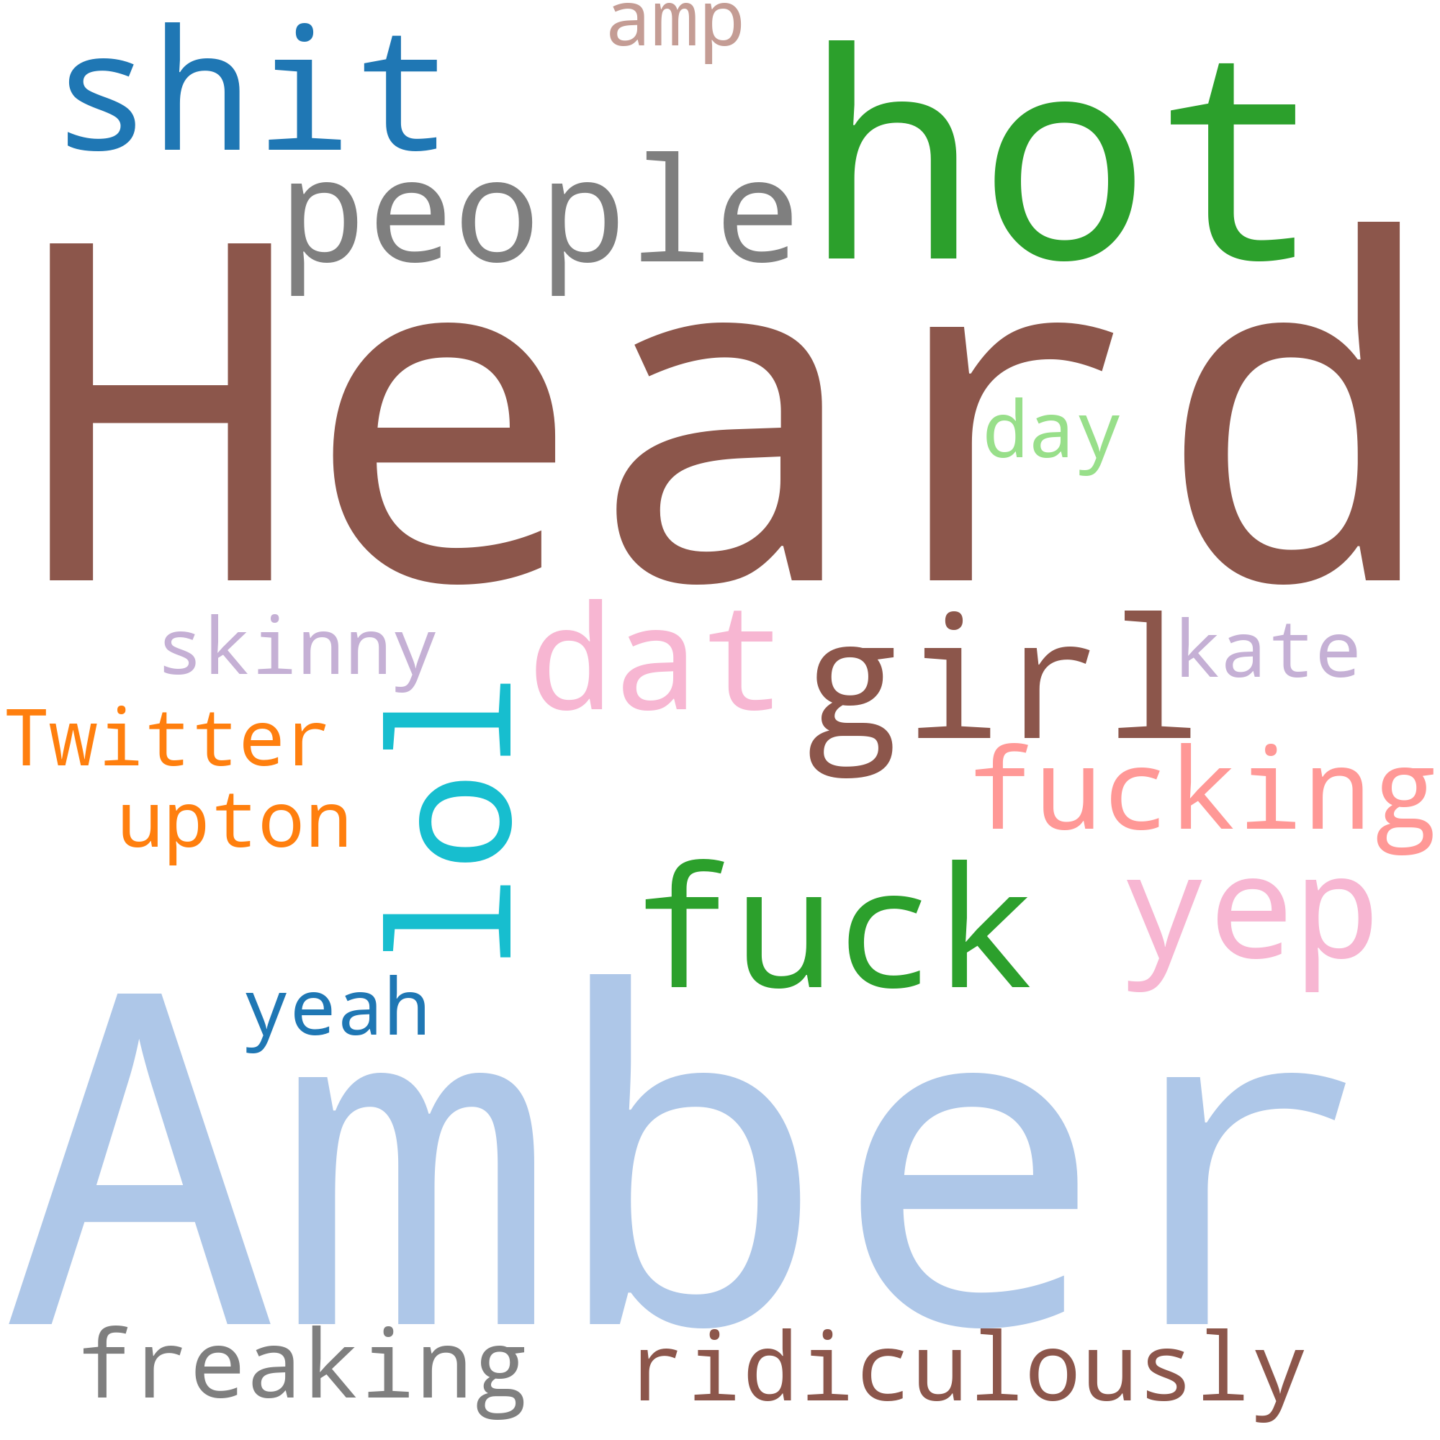 amp
shit
hot
people
Heard
day
skinny
dat
girl
kate
Twitter
lol
fucking
upton
fuck
yep
yeah
Amber
freaking
ridiculously